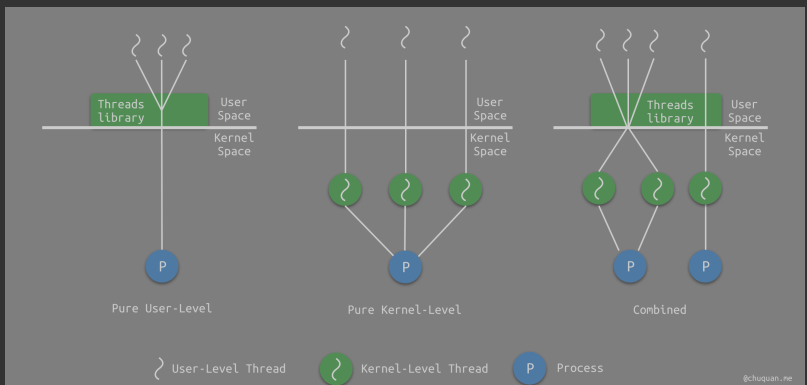 Threads
library
User
Space
Kernel
Space
P
Pure User-Level
User
Space
Kernel
Space
P
Pure Kernel-Level
Threads
library
User
Space
Kernel
Space
P
P
Combined
User-Level Thread
Kernel-Level Thread
P
Process
@chuquan.me